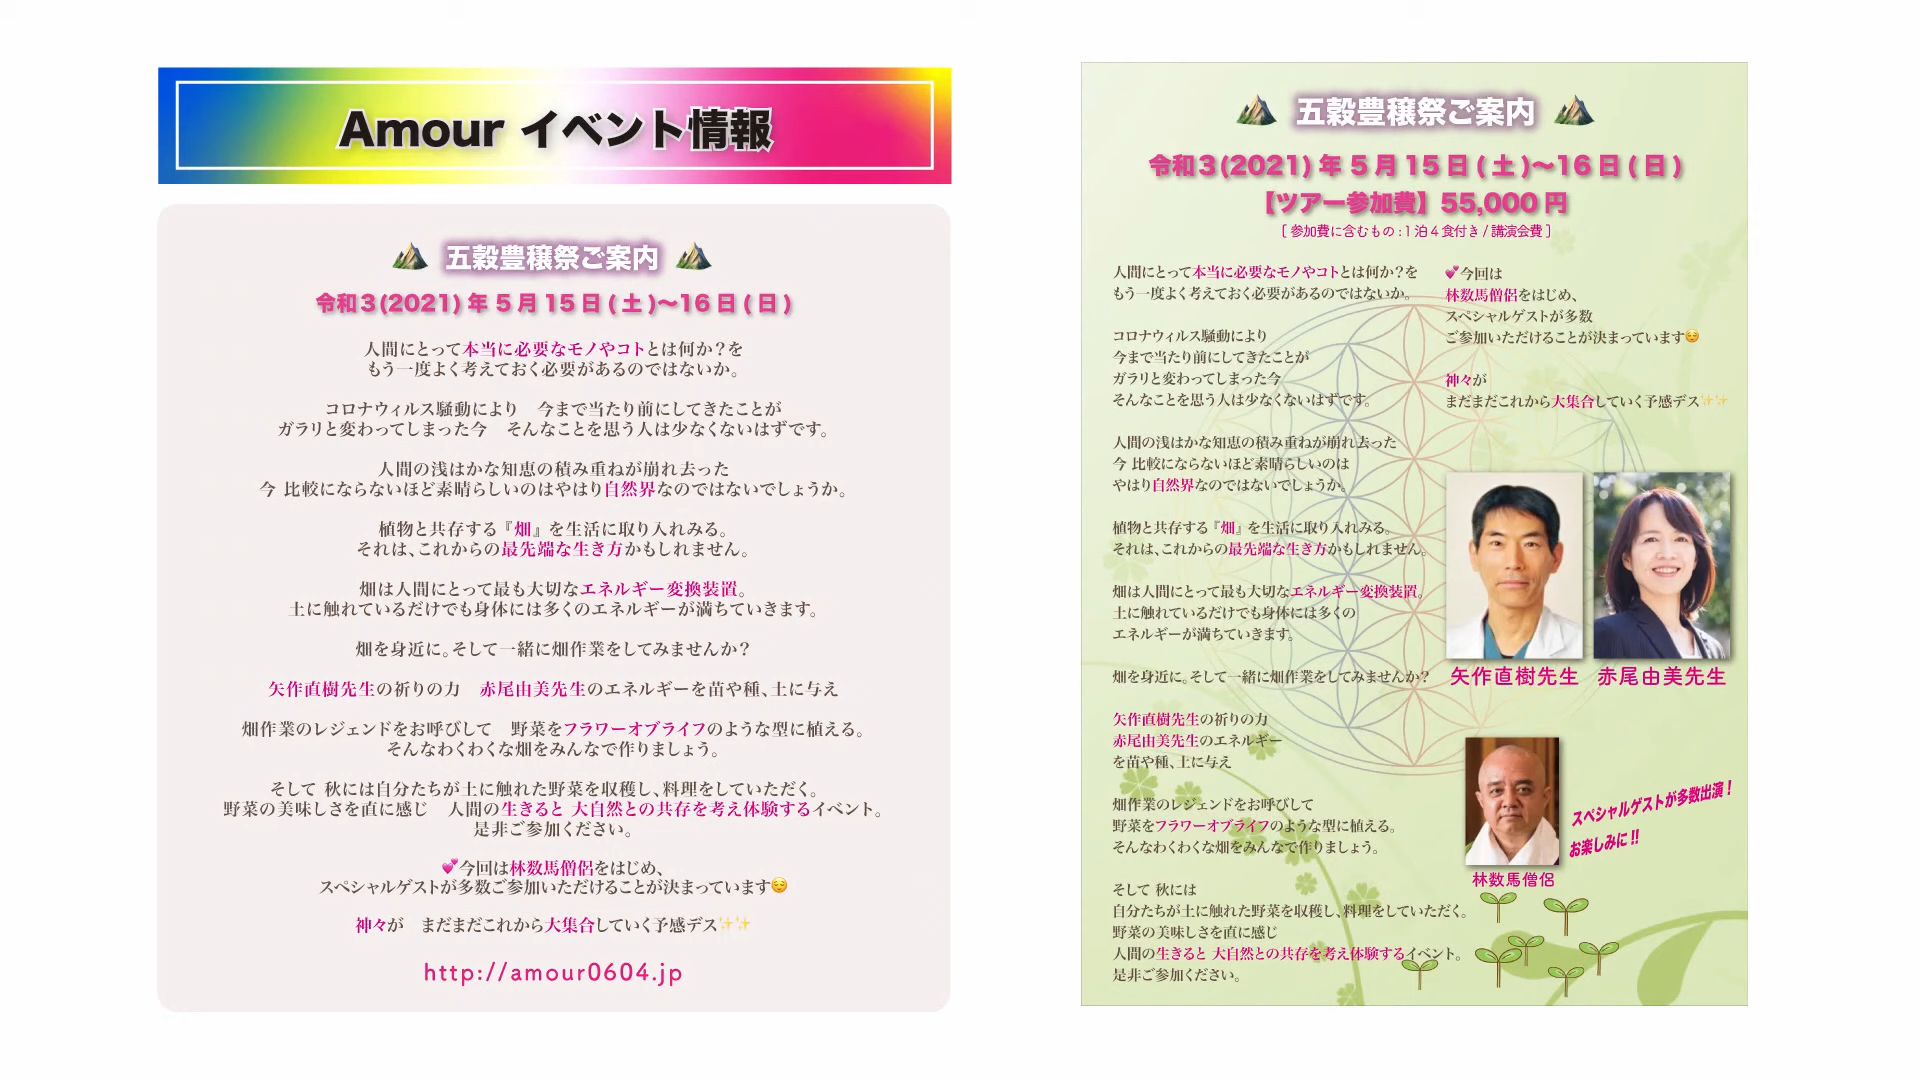 Amour イベント情報
五穀豊穣祭ご案内
令和3(2021) 年 5 月 15 日 ( 土 )〜16 日 ( 日 )
人間にとって本当に必要なモノやコトとは何か？を
もう一度よく考えておく必要があるのではないか。
コロナウィルス騒動により　今まで当たり前にしてきたことが
ガラリと変わってしまった今　そんなことを思う人は少なくないはずです。
人間の浅はかな知恵の積み重ねが崩れ去った
今 比較にならないほど素晴らしいのはやはり自然界なのではないでしょうか。
植物と共存する『畑』を生活に取り入れみる。
それは、これからの最先端な生き方かもしれません。
畑は人間にとって最も大切なエネルギー変換装置。
土に触れているだけでも身体には多くのエネルギーが満ちていきます。
畑を身近に。そして一緒に畑作業をしてみませんか？
矢作直樹先生の祈りの力　赤尾由美先生のエネルギーを苗や種、土に与え
畑作業のレジェンドをお呼びして　野菜をフラワーオブライフのような型に植える。
そんなわくわくな畑をみんなで作りましょう。
そして 秋には自分たちが土に触れた野菜を収穫し、料理をしていただく。
野菜の美味しさを直に感じ　人間の生きると 大自然との共存を考え体験するイベント。
是非ご参加ください。
💕今回は林数馬僧侶をはじめ、
スペシャルゲストが多数ご参加いただけることが決まっています😌
神々が　まだまだこれから大集合していく予感デス✨✨
http://amour0604.jp
五穀豊穣祭ご案内
令和3(2021) 年 5 月 15 日 ( 土 )〜16 日 ( 日 )
【ツアー参加費】55,000 円
[ 参加費に含むもの : 1 泊 4 食付き / 講演会費 ]
人間にとって本当に必要なモノやコトとは何か？を
もう一度よく考えておく必要があるのではないか。
コロナウィルス騒動により
今まで当たり前にしてきたことが
ガラリと変わってしまった今
そんなことを思う人は少なくないはずです。
人間の浅はかな知恵の積み重ねが崩れ去った
今 比較にならないほど素晴らしいのは
やはり自然界なのではないでしょうか。
植物と共存する『畑』を生活に取り入れみる。
それは、これからの最先端な生き方かもしれません。
畑は人間にとって最も大切なエネルギー変換装置。
土に触れているだけでも身体には多くの
エネルギーが満ちていきます。
畑を身近に。そして一緒に畑作業をしてみませんか？
矢作直樹先生の祈りの力
赤尾由美先生のエネルギー
を苗や種、土に与え
畑作業のレジェンドをお呼びして
野菜をフラワーオブライフのような型に植える。
そんなわくわくな畑をみんなで作りましょう。
そして 秋には
自分たちが土に触れた野菜を収穫し、料理をしていただく。
野菜の美味しさを直に感じ
人間の生きると 大自然との共存を考え体験するイベント。
是非ご参加ください。
💕今回は
林数馬僧侶をはじめ、
スペシャルゲストが多数
ご参加いただけることが決まっています😌
神々が
まだまだこれから大集合していく予感デス✨✨
矢作直樹先生
赤尾由美先生
林数馬僧侶
スペシャルゲストが多数出演！
お楽しみに!!